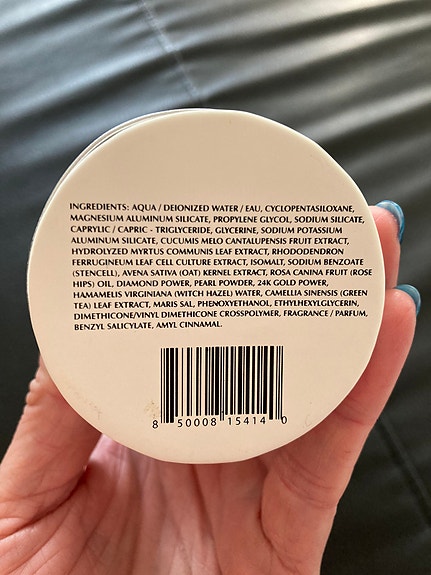 INGREDIENTS: AQUA / DEIONIZED WATER / EAU, CYCLOPENTASILOXANE,
MAGNESIUM ALUMINUM SILICATE, PROPYLENE GLYCOL, SODIUM SILICATE,
CAPRYLIC / CAPRIC - TRIGLYCERIDE, GLYCERINE, SODIUM POTASSIUM
ALUMINUM SILICATE, CUCUMIS MELO CANTALUPENSIS FRUIT EXTRACT,
HYDROLYZED MYRTUS COMMUNIS LEAF EXTRACT, RHODODENDRON
FERRUGINEUM LEAF CELL CULTURE EXTRACT, ISOMALT, SODIUM BENZOATE
(STENCELL), AVENA SATIVA (OAT) KERNEL EXTRACT, ROSA CANINA FRUIT (ROSE
HIPS) OIL, DIAMOND POWER, PEARL POWDER, 24K GOLD POWER,
HAMAMELIS VIRGINIANA (WITCH HAZEL) WATER, CAMELLIA SINENSIS (GREEN
TEA) LEAF EXTRACT, MARIS SAL, PHENOXYETHANOL, ETHYLHEXYLGLYCERIN,
DIMETHICONE/VINYL DIMETHICONE CROSSPOLYMER, FRAGRANCE / PARFUM,
BENZYL SALICYLATE, AMYL CINNAMAL.
8 50008 15414 0